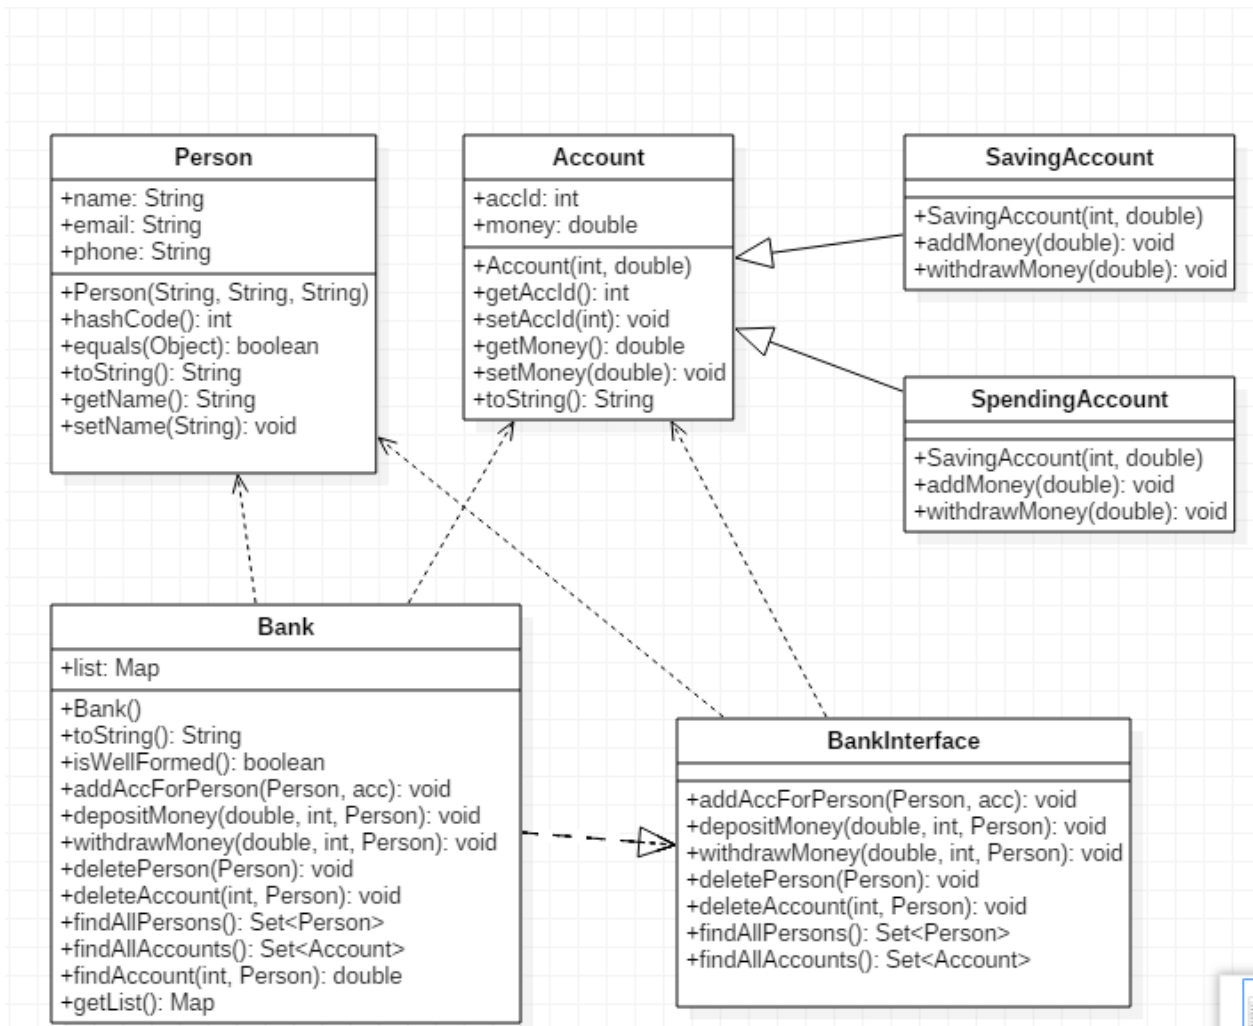 Person
+name: String
+email: String
+phone: String
+Person(String, String, String)
+hashCode(): int
+equals(Object): boolean
+toString(): String
+getName(): String
+setName(String): void
Account
+accId: int
+money: double
+Account(int, double)
+getAccId(): int
+setAccId(int): void
+getMoney(): double
+setMoney(double): void
+toString(): String
SavingAccount
+SavingAccount(int, double)
+addMoney(double): void
+withdrawMoney(double): void
SpendingAccount
+SavingAccount(int, double)
+addMoney(double): void
+withdrawMoney(double): void
Bank
+list: Map
+Bank()
+toString(): String
+isWellFormed(): boolean
+addAccForPerson(Person, acc): void
+depositMoney(double, int, Person): void
+withdrawMoney(double, int, Person): void
+deletePerson(Person): void
+deleteAccount(int, Person): void
+findAllPersons(): Set<Person>
+findAllAccounts(): Set<Account>
+findAccount(int, Person): double
+getList(): Map
BankInterface
+addAccForPerson(Person, acc): void
+depositMoney(double, int, Person): void
+withdrawMoney(double, int, Person): void
+deletePerson(Person): void
+deleteAccount(int, Person): void
+findAllPersons(): Set<Person>
+findAllAccounts(): Set<Account>